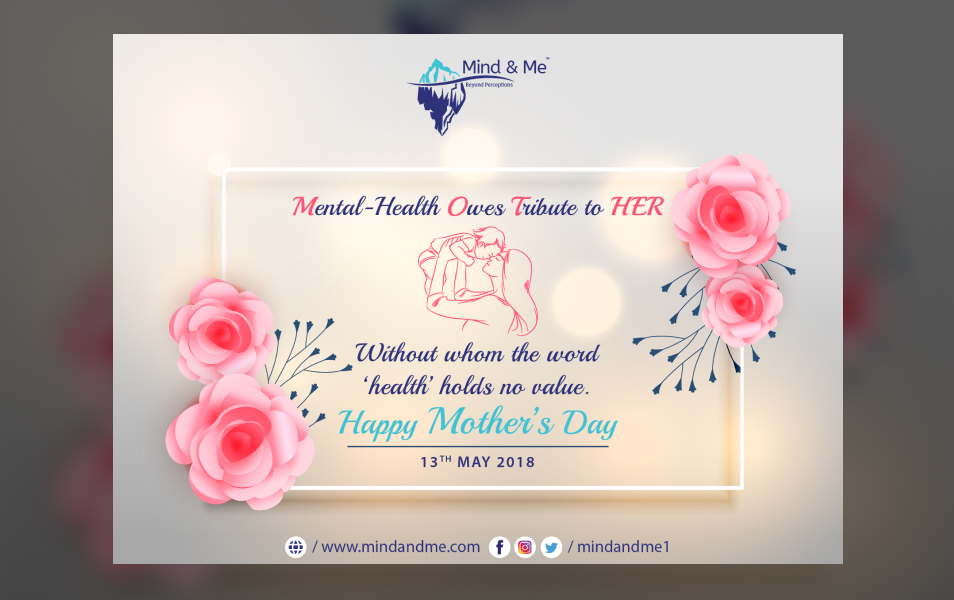 Mind & Me™
Beyond Perceptions
Mental-Health Owes Tribute to HER
Without whom the word
‘health’ holds no value.
Happy Mother’s Day
13TH MAY 2018
/ www.mindandme.com / mindandme1